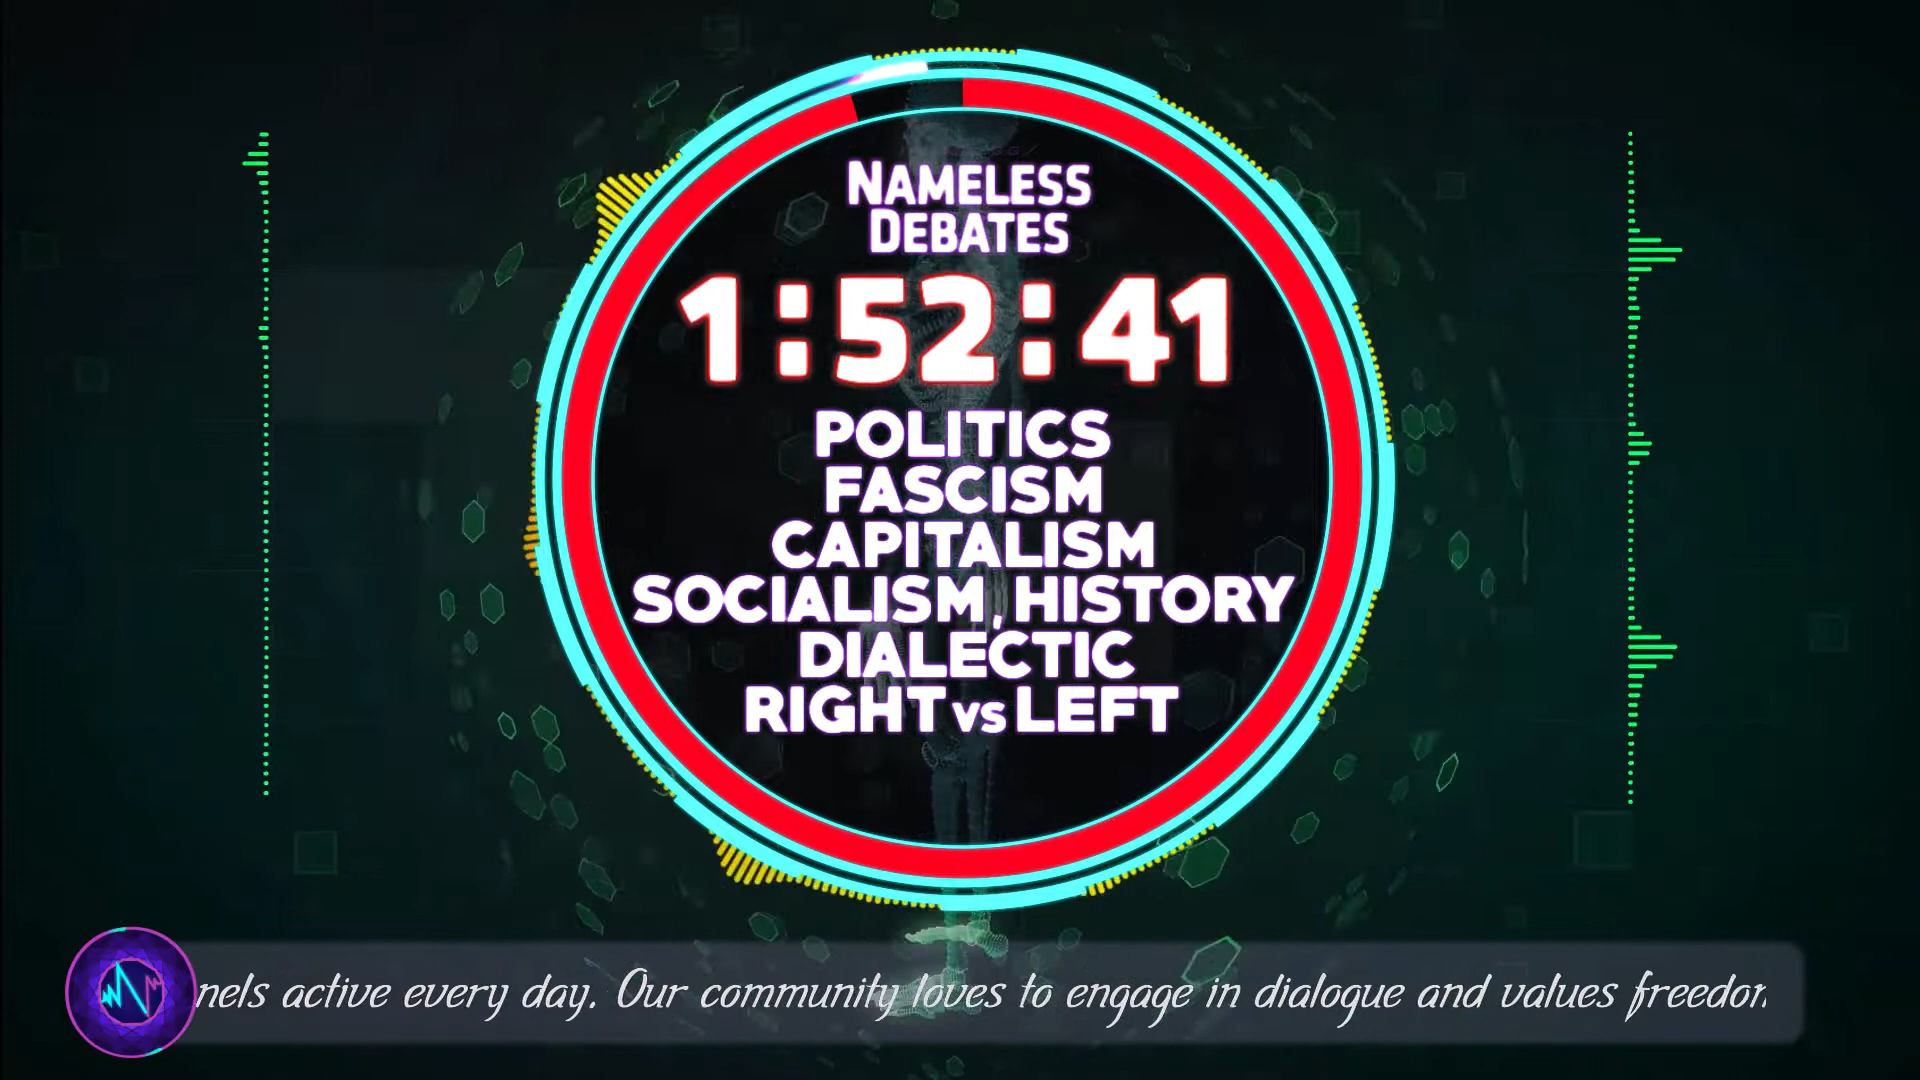 NAMELESS
DEBATES
1:52:41
POLITICS
FASCISM
CAPITALISM
SOCIALISM, HISTORY
DIALECTIC
RIGHT vs LEFT
nels active every day. Our community loves to engage in dialogue and values freedo